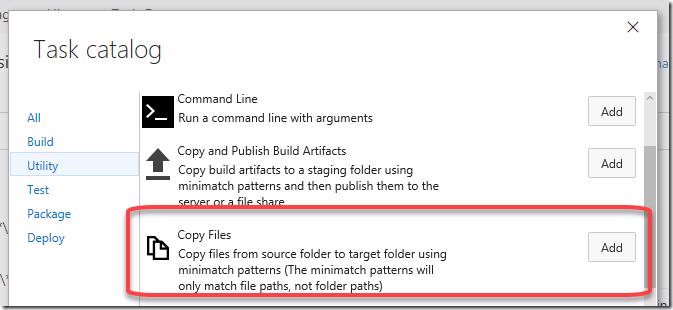 Task catalog
All
Build
Utility
Test
Package
Deploy
Command Line
Run a command line with arguments
Add
Copy and Publish Build Artifacts
Copy build artifacts to a staging folder using
minimatch patterns and then publish them to the
server or a file share
Add
Copy Files
Copy files from source folder to target folder using
minimatch patterns (The minimatch patterns will
only match file paths, not folder paths)
Add